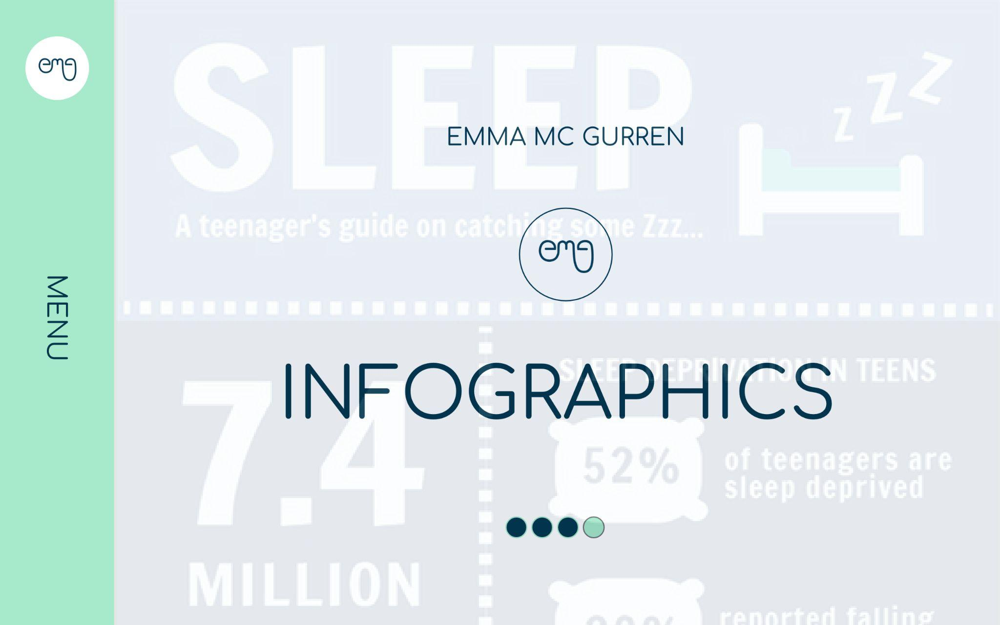 emg
MENU
SLEEP
z z z
EMMA MC GURREN
A teenager's guide on catching some Zzz...
emg
INFOGRAPHICS
SLEEP DEPRIVATION IN TEENS
7.4
MILLION
52%
of teenagers are
sleep deprived
reported falling